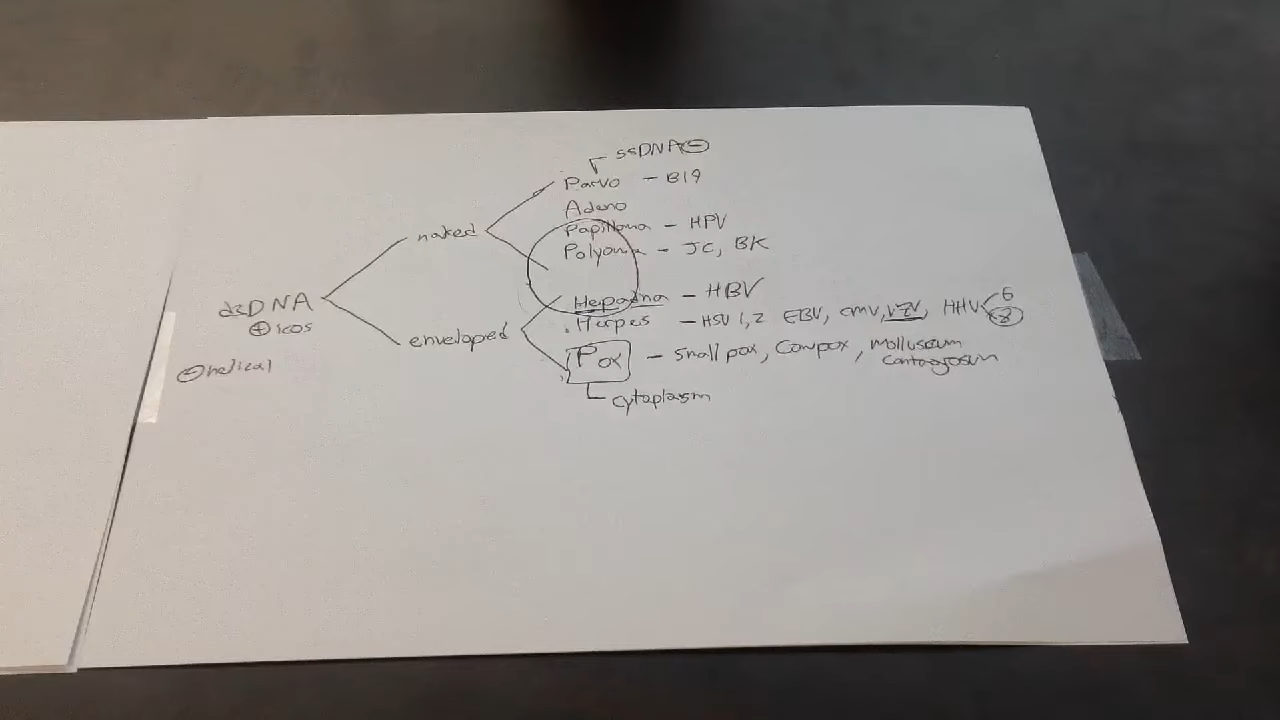 ssDNA ⊖
Parvo - B19
Adeno
Papilloma - HPV
naked
Polyoma - JC, BK
Hepadna - HBV
dsDNA
⊕ icos
Herpes - HSV 1,2 EBV, CMV, VZV, HHV 6
8
enveloped
Pox - Small pox, Cowpox, Molluscum
Contagiosum
⊖ helical
cytoplasm